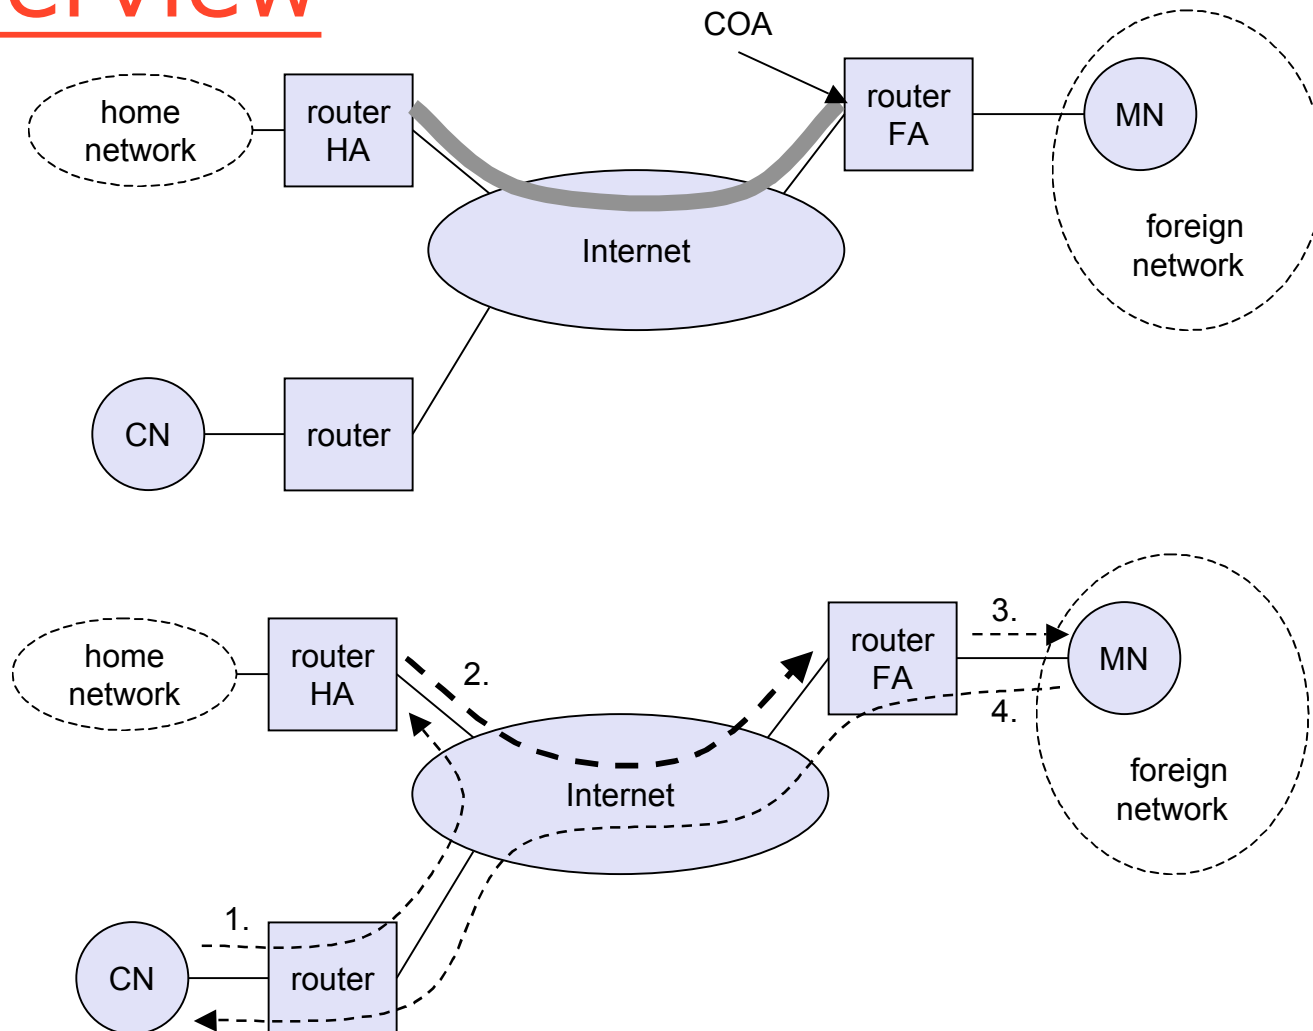 erview
COA
home
network
router
HA
router
FA
MN
Internet
foreign
network
CN
router
home
network
router
HA
2.
router
FA
3.
MN
4.
Internet
foreign
network
1.
CN
router